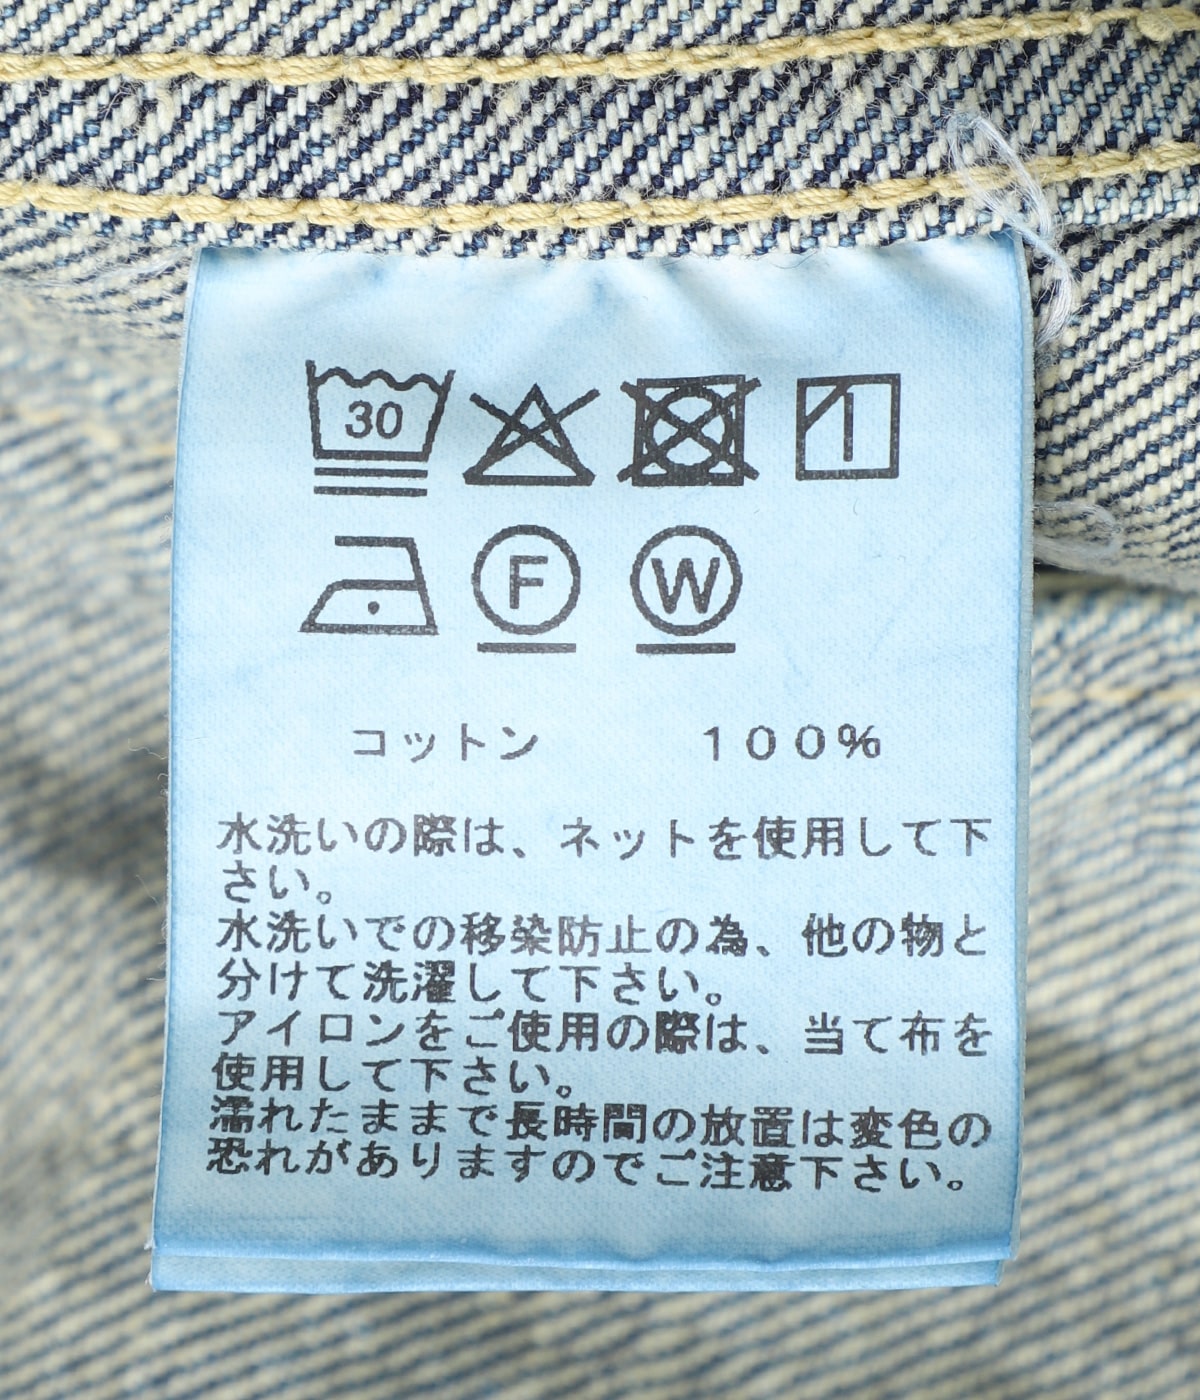 30
F W
コットン 100%
水洗いの際は、ネットを使用して下
さい。
水洗いでの移染防止の為、他の物と
分けて洗濯して下さい。
アイロンをご使用の際は、当て布を
使用して下さい。
濡れたままで長時間の放置は変色の
恐れがありますのでご注意下さい。